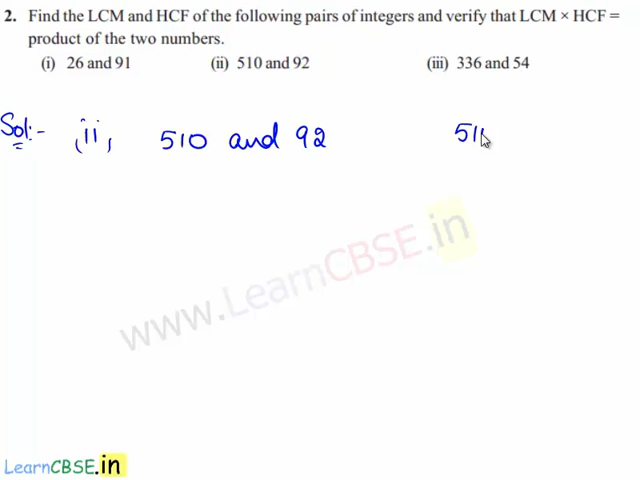 2. Find the LCM and HCF of the following pairs of integers and verify that LCM × HCF =
product of the two numbers.
(i) 26 and 91 (ii) 510 and 92 (iii) 336 and 54
Sol:- (ii) 510 and 92 511
www.LearnCBSE.in
LearnCBSE.in